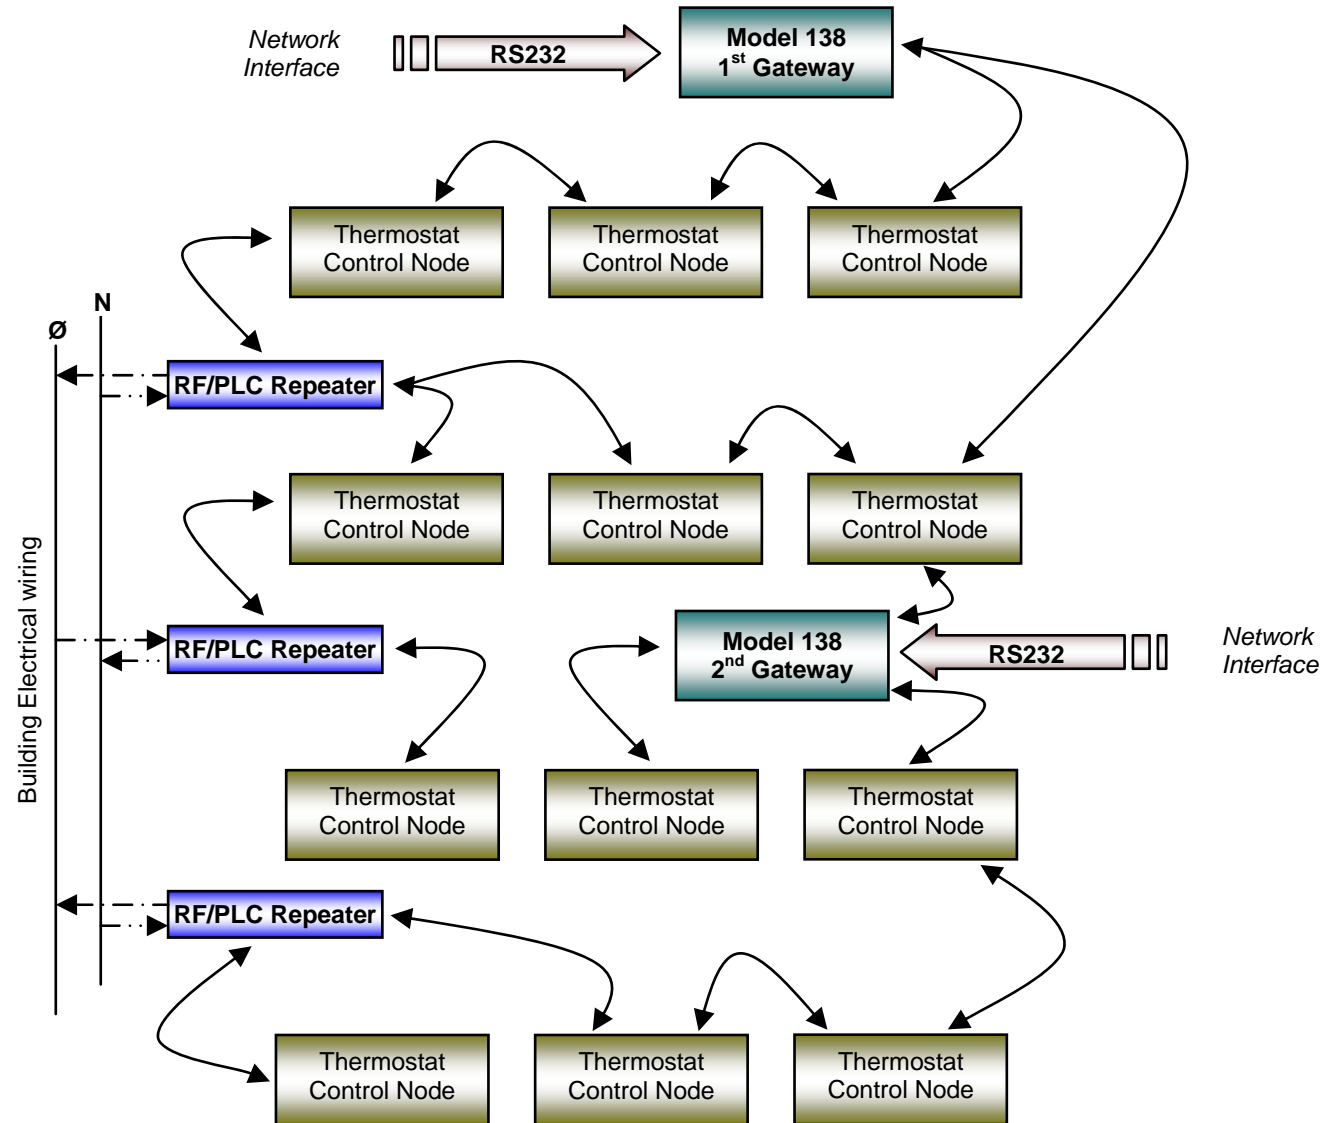 Network
Interface
RS232
Model 138
1st Gateway
Thermostat
Control Node
Thermostat
Control Node
Thermostat
Control Node
N
Ø
RF/PLC Repeater
Thermostat
Control Node
Thermostat
Control Node
Thermostat
Control Node
Building Electrical wiring
RF/PLC Repeater
Model 138
2nd Gateway
RS232
Network
Interface
Thermostat
Control Node
Thermostat
Control Node
Thermostat
Control Node
RF/PLC Repeater
Thermostat
Control Node
Thermostat
Control Node
Thermostat
Control Node